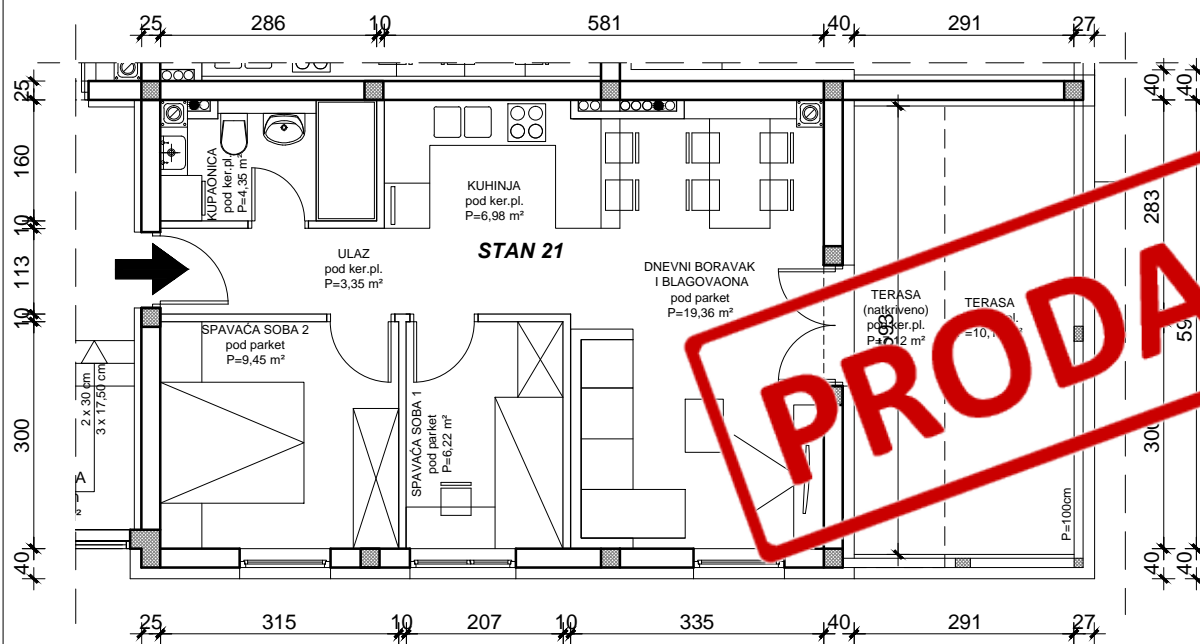 25 286 10 581 40 291 27
25
160
10
113
10
300
40
40
40
283
300
40
40
KUPAONICA
pod ker.pl.
P=4,35 m²
KUHINJA
pod ker.pl.
P=6,98 m²
STAN 21
ULAZ
pod ker.pl.
P=3,35 m²
DNEVNI BORAVAK
I BLAGOVAONA
pod parket
P=19,36 m²
TERASA
(natkriveno)
593
TERASA
SPAVAĆA SOBA 2
pod parket
P=9,45 m²
SPAVAĆA SOBA 1
pod parket
P=6,22 m²
2 x 30 cm
3 x 17,50 cm
PRODA
P=100cm
25 315 10 207 10 335 40 291 27